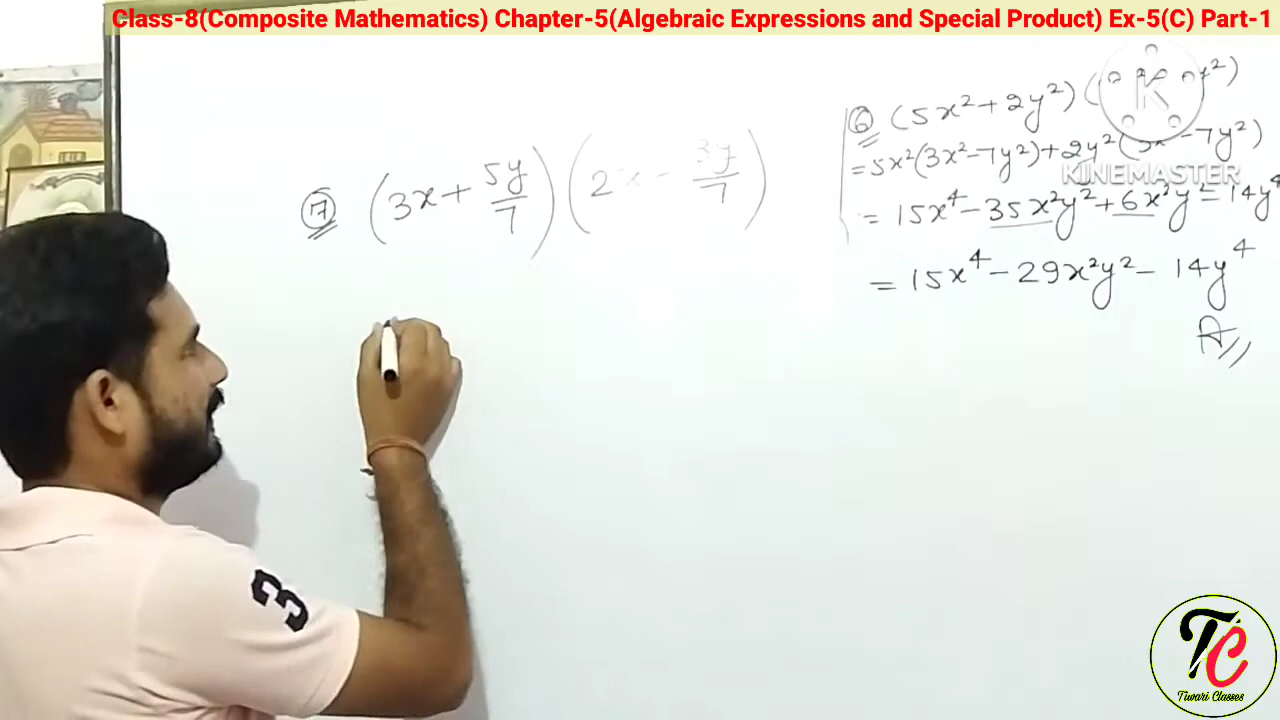 Class-8(Composite Mathematics) Chapter-5(Algebraic Expressions and Special Product) Ex-5(C) Part-1
⑦ (3x + 5y/7) (2x - 3y/7)
⑥ (5x² + 2y²) (
= 5x²(3x² - 7y²) + 2y²(3x² - 7y²)
= 15x⁴ - 35x²y² + 6x²y² - 14y⁴
= 15x⁴ - 29x²y² - 14y⁴
A
K
KINEMASTER
3
TC
Tiwari Classes